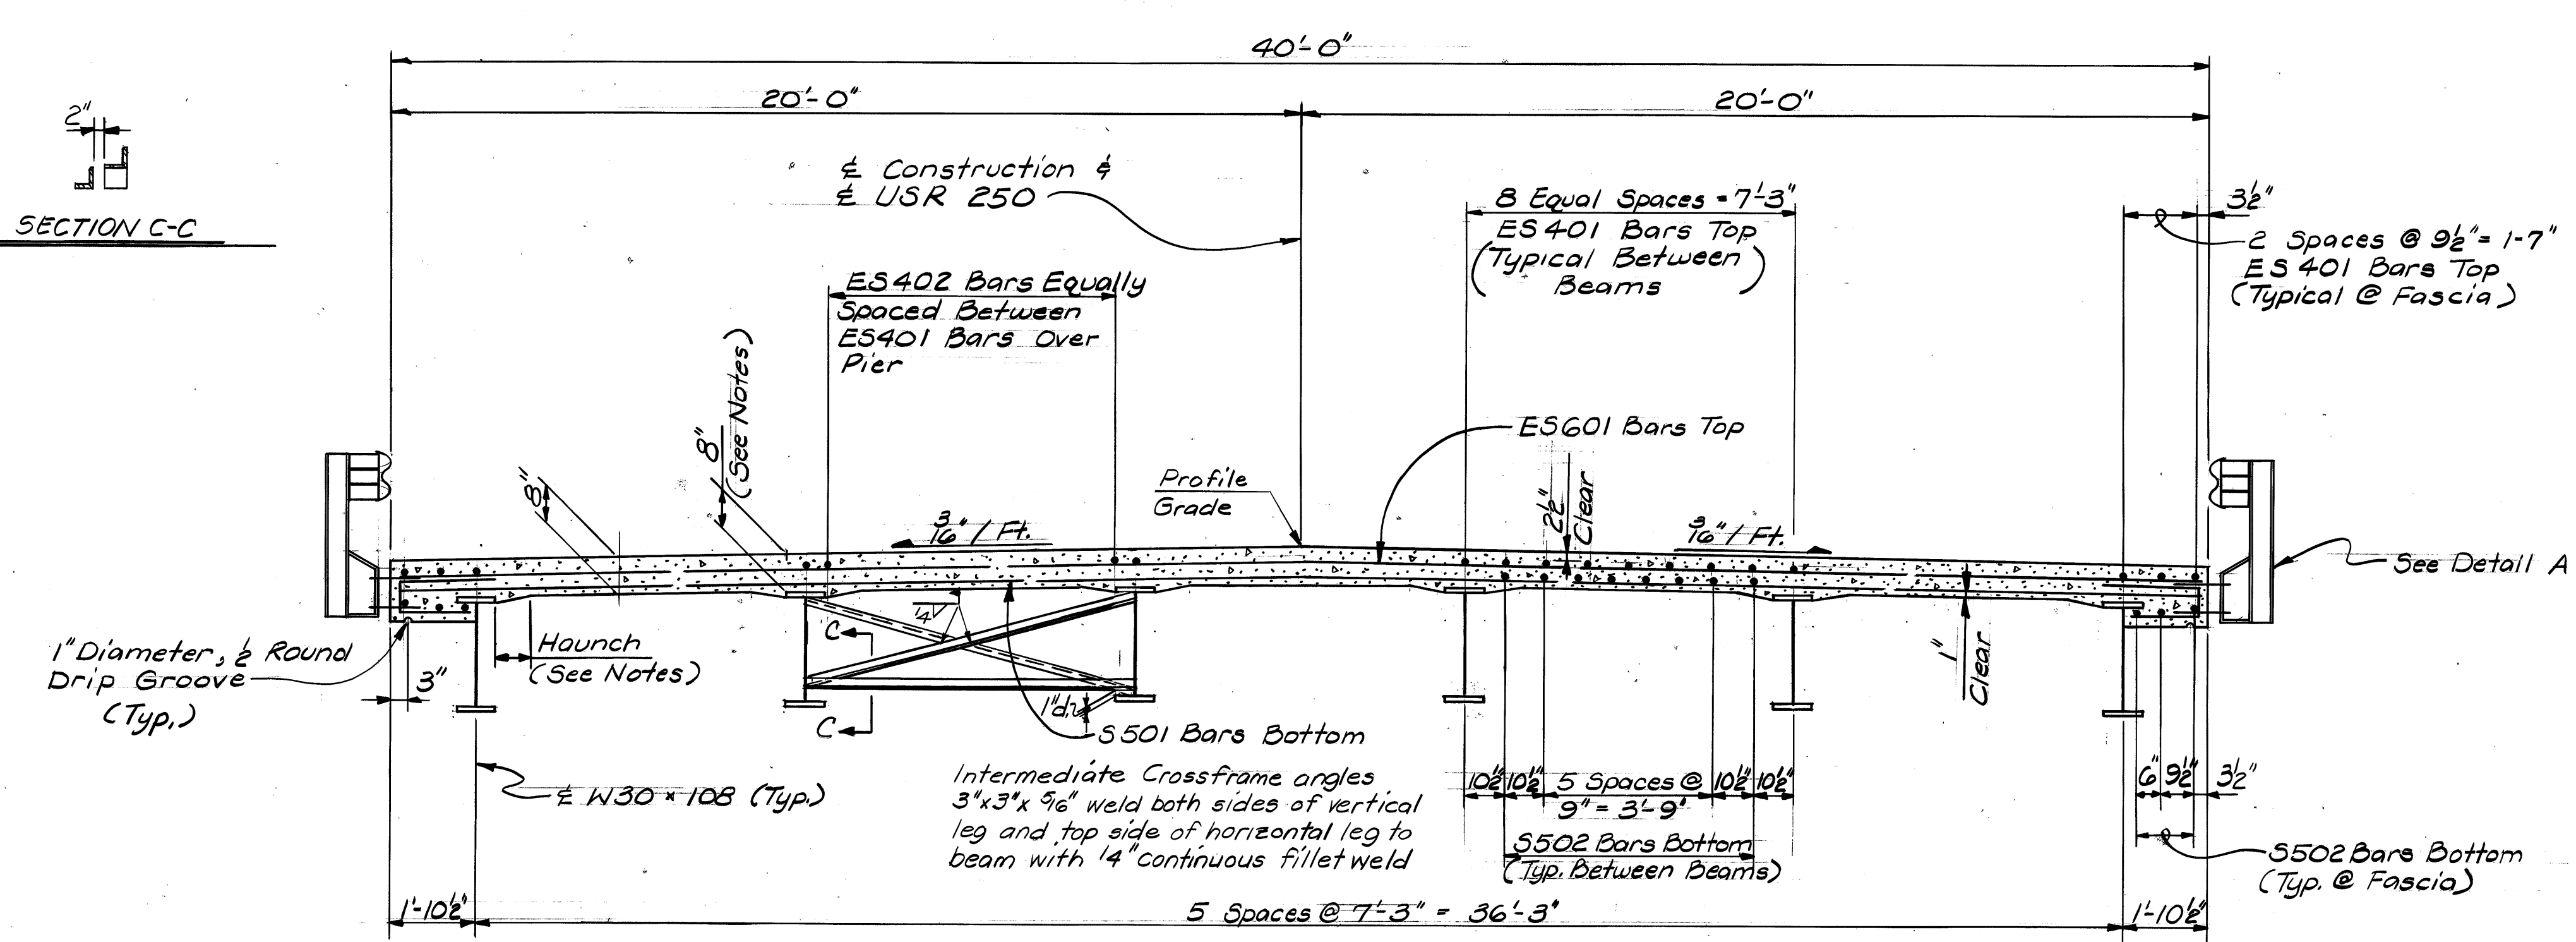 40'-0"
20'-0"
20'-0"
2"
SECTION C-C
℄ Construction &
℄ USR 250
8 Equal Spaces = 7'-3"
ES401 Bars Top
(Typical Between
Beams)
3½"
2 Spaces @ 9½" = 1-7"
ES401 Bars Top
(Typical @ Fascia)
ES402 Bars Equally
Spaced Between
ES401 Bars Over
Pier
8"
8"
(See Notes)
ES601 Bars Top
Profile
Grade
2½"
Clear
3/16" / Ft.
3/16" / Ft.
See Detail A
1" Diameter, ½ Round
Drip Groove
(Typ.)
3"
Haunch
(See Notes)
1/4
C
C
1"
1"
Clear
S501 Bars Bottom
℄ W30 × 108 (Typ.)
Intermediate Crossframe angles
3"x3"x 5/16" weld both sides of vertical
leg and top side of horizontal leg to
beam with 1/4" continuous fillet weld
10½" 10½" 5 Spaces @ 10½" 10½"
9" = 3'-9"
S502 Bars Bottom
(Typ. Between Beams)
6" 9½" 3½"
S502 Bars Bottom
(Typ. @ Fascia)
1'-10½"
5 Spaces @ 7'-3" = 36'-3"
1'-10½"